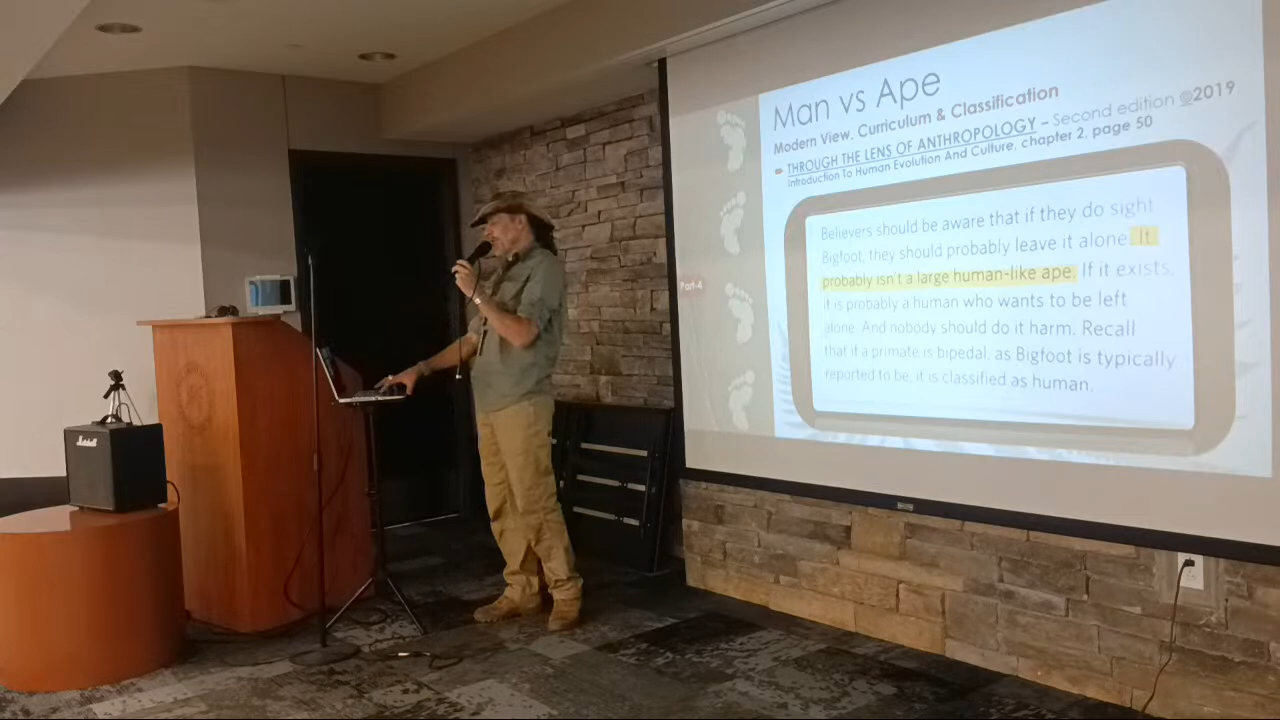 Man vs Ape
Modern View, Curriculum & Classification
THROUGH THE LENS OF ANTHROPOLOGY – Second edition @2019
Introduction To Human Evolution And Culture, chapter 2, page 50
Believers should be aware that if they do sight
Bigfoot, they should probably leave it alone. It
probably isn't a large human-like ape. If it exists,
it is probably a human who wants to be left
alone. And nobody should do it harm. Recall
that if a primate is bipedal, as Bigfoot is typically
reported to be, it is classified as human.
Part-4
Marshall